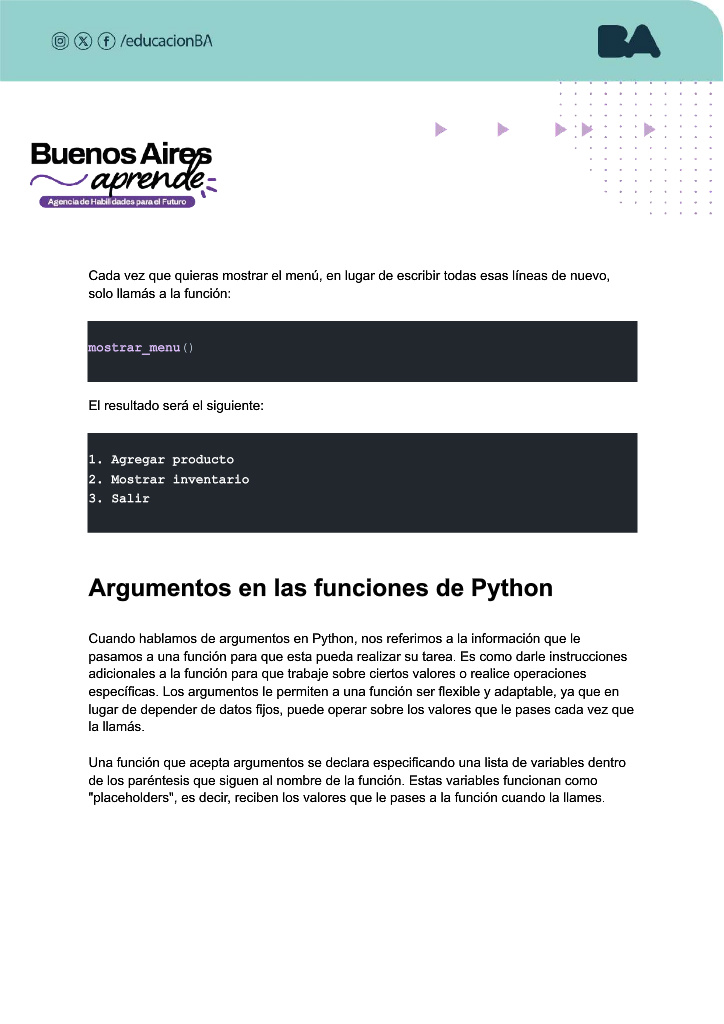 /educacionBA
BA
Buenos Aires
aprende
Agencia de Habilidades para el Futuro
Cada vez que quieras mostrar el menú, en lugar de escribir todas esas líneas de nuevo,
solo llamás a la función:
mostrar_menu()
El resultado será el siguiente:
1. Agregar producto
2. Mostrar inventario
3. Salir
Argumentos en las funciones de Python
Cuando hablamos de argumentos en Python, nos referimos a la información que le
pasamos a una función para que esta pueda realizar su tarea. Es como darle instrucciones
adicionales a la función para que trabaje sobre ciertos valores o realice operaciones
específicas. Los argumentos le permiten a una función ser flexible y adaptable, ya que en
lugar de depender de datos fijos, puede operar sobre los valores que le pases cada vez que
la llamás.
Una función que acepta argumentos se declara especificando una lista de variables dentro
de los paréntesis que siguen al nombre de la función. Estas variables funcionan como
"placeholders", es decir, reciben los valores que le pases a la función cuando la llames.